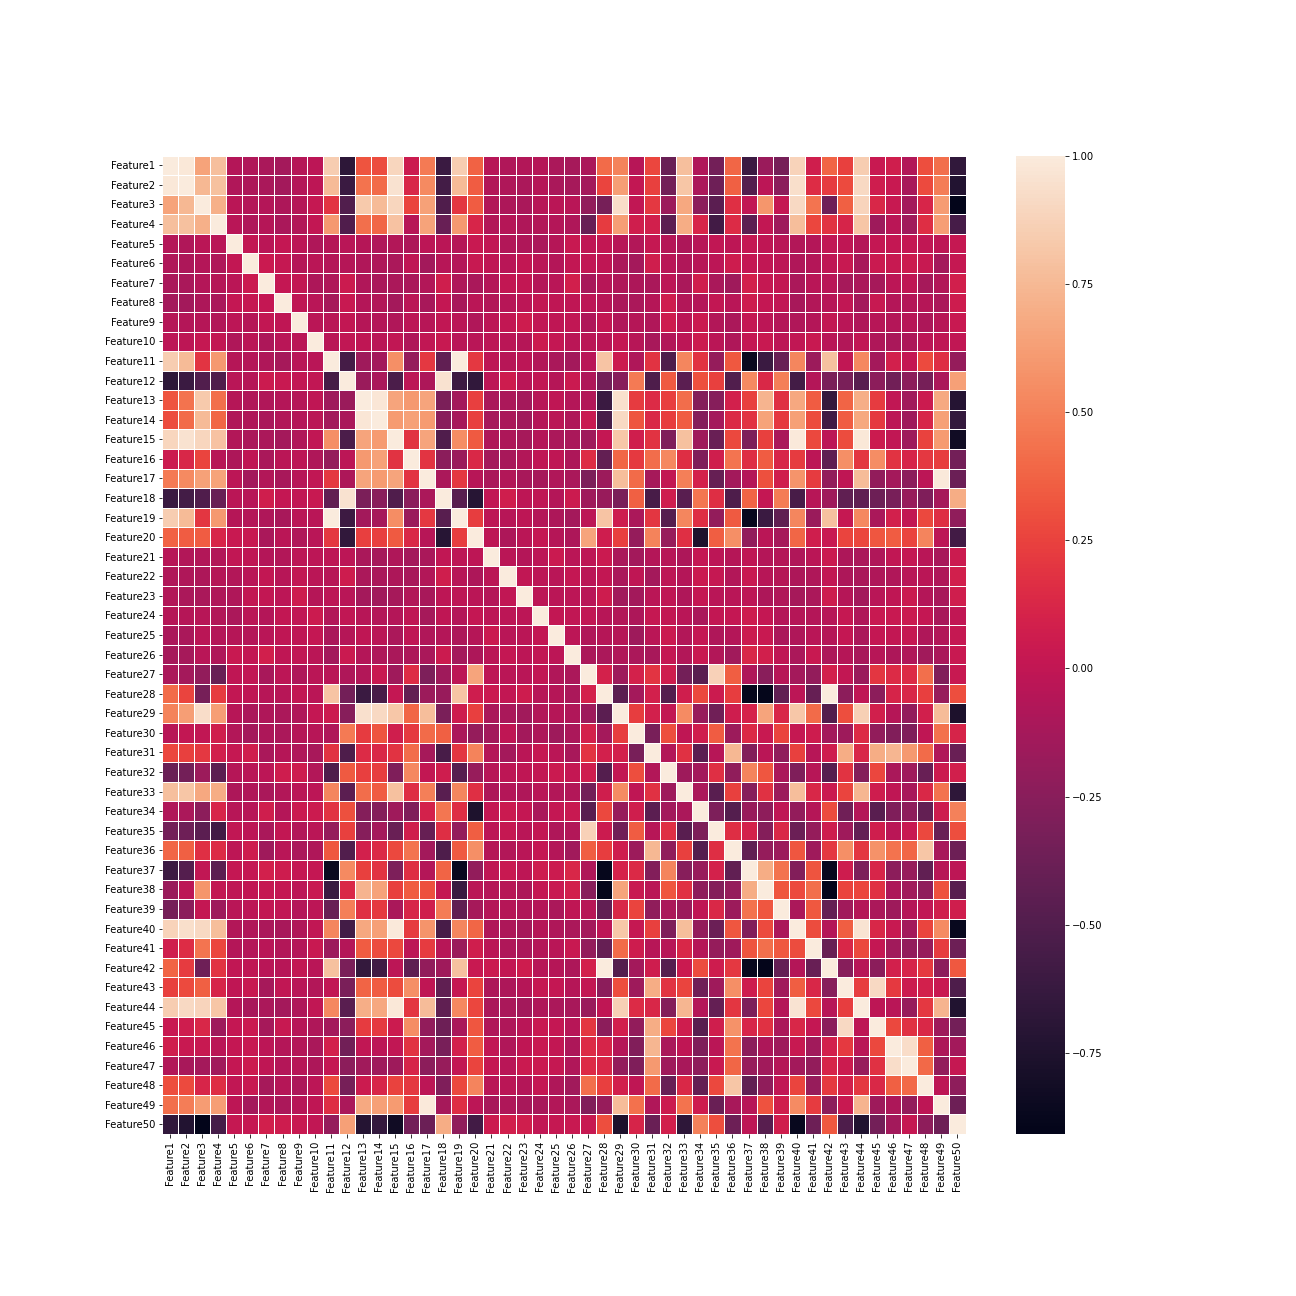 Feature1
Feature2
Feature3
Feature4
Feature5
Feature6
Feature7
Feature8
Feature9
Feature10
Feature11
Feature12
Feature13
Feature14
Feature15
Feature16
Feature17
Feature18
Feature19
Feature20
Feature21
Feature22
Feature23
Feature24
Feature25
Feature26
Feature27
Feature28
Feature29
Feature30
Feature31
Feature32
Feature33
Feature34
Feature35
Feature36
Feature37
Feature38
Feature39
Feature40
Feature41
Feature42
Feature43
Feature44
Feature45
Feature46
Feature47
Feature48
Feature49
Feature50
Feature1
Feature2
Feature3
Feature4
Feature5
Feature6
Feature7
Feature8
Feature9
Feature10
Feature11
Feature12
Feature13
Feature14
Feature15
Feature16
Feature17
Feature18
Feature19
Feature20
Feature21
Feature22
Feature23
Feature24
Feature25
Feature26
Feature27
Feature28
Feature29
Feature30
Feature31
Feature32
Feature33
Feature34
Feature35
Feature36
Feature37
Feature38
Feature39
Feature40
Feature41
Feature42
Feature43
Feature44
Feature45
Feature46
Feature47
Feature48
Feature49
Feature50
1.00
0.75
0.50
0.25
0.00
−0.25
−0.50
−0.75